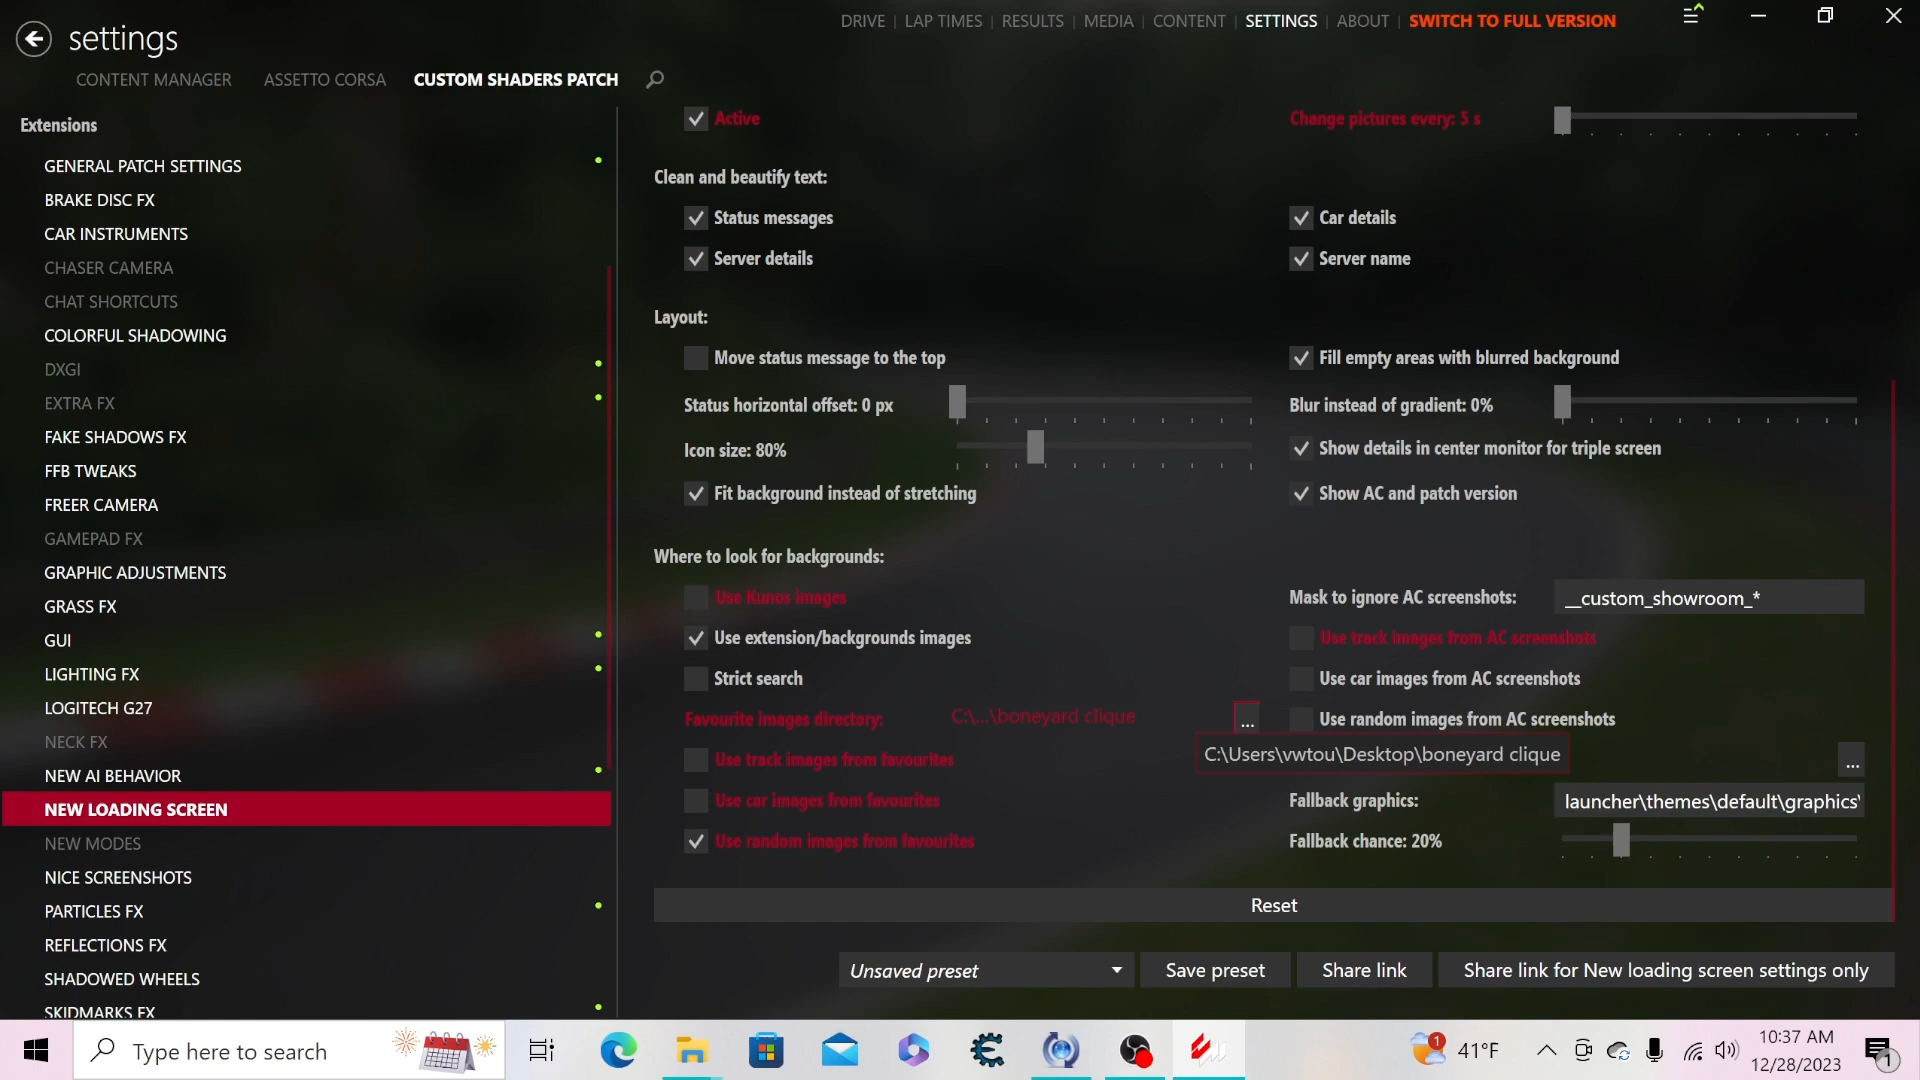 settings
DRIVE | LAP TIMES | RESULTS | MEDIA | CONTENT | SETTINGS | ABOUT | SWITCH TO FULL VERSION
CONTENT MANAGER ASSETTO CORSA CUSTOM SHADERS PATCH
Extensions
GENERAL PATCH SETTINGS
BRAKE DISC FX
CAR INSTRUMENTS
CHASER CAMERA
CHAT SHORTCUTS
COLORFUL SHADOWING
DXGI
EXTRA FX
FAKE SHADOWS FX
FFB TWEAKS
FREER CAMERA
GAMEPAD FX
GRAPHIC ADJUSTMENTS
GRASS FX
GUI
LIGHTING FX
LOGITECH G27
NECK FX
NEW AI BEHAVIOR
NEW LOADING SCREEN
NEW MODES
NICE SCREENSHOTS
PARTICLES FX
REFLECTIONS FX
SHADOWED WHEELS
SKIDMARKS FX
Active
Change pictures every: 5 s
Clean and beautify text:
Status messages
Car details
Server details
Server name
Layout:
Move status message to the top
Fill empty areas with blurred background
Status horizontal offset: 0 px
Blur instead of gradient: 0%
Icon size: 80%
Show details in center monitor for triple screen
Fit background instead of stretching
Show AC and patch version
Where to look for backgrounds:
Use Kunos images
Mask to ignore AC screenshots: __custom_showroom_*
Use extension/backgrounds images
Use track images from AC screenshots
Strict search
Use car images from AC screenshots
Favourite images directory: C:\...\boneyard clique ...
Use random images from AC screenshots
C:\Users\vwtou\Desktop\boneyard clique
Use track images from favourites
...
Use car images from favourites
Fallback graphics: launcher\themes\default\graphics\
Use random images from favourites
Fallback chance: 20%
Reset
Unsaved preset
Save preset
Share link
Share link for New loading screen settings only
Type here to search
1
41°F
10:37 AM
12/28/2023
1